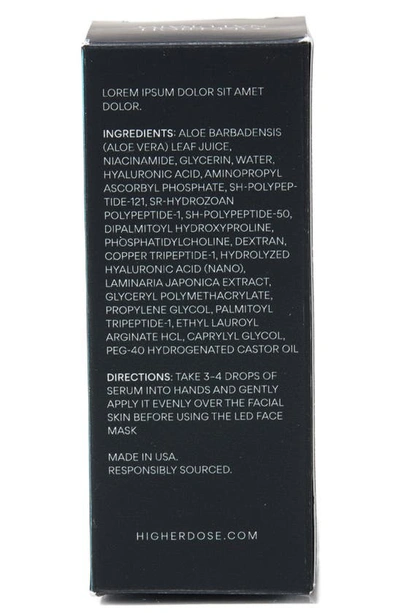 LOREM IPSUM DOLOR SIT AMET
DOLOR.
INGREDIENTS: ALOE BARBADENSIS
(ALOE VERA) LEAF JUICE,
NIACINAMIDE, GLYCERIN, WATER,
HYALURONIC ACID, AMINOPROPYL
ASCORBYL PHOSPHATE, SH-POLYPEP-
TIDE-121, SR-HYDROZOAN
POLYPEPTIDE-1, SH-POLYPEPTIDE-50,
DIPALMITOYL HYDROXYPROLINE,
PHOSPHATIDYLCHOLINE, DEXTRAN,
COPPER TRIPEPTIDE-1, HYDROLYZED
HYALURONIC ACID (NANO),
LAMINARIA JAPONICA EXTRACT,
GLYCERYL POLYMETHACRYLATE,
PROPYLENE GLYCOL, PALMITOYL
TRIPEPTIDE-1, ETHYL LAUROYL
ARGINATE HCL, CAPRYLYL GLYCOL,
PEG-40 HYDROGENATED CASTOR OIL
DIRECTIONS: TAKE 3-4 DROPS OF
SERUM INTO HANDS AND GENTLY
APPLY IT EVENLY OVER THE FACIAL
SKIN BEFORE USING THE LED FACE
MASK
MADE IN USA.
RESPONSIBLY SOURCED.
HIGHERDOSE.COM